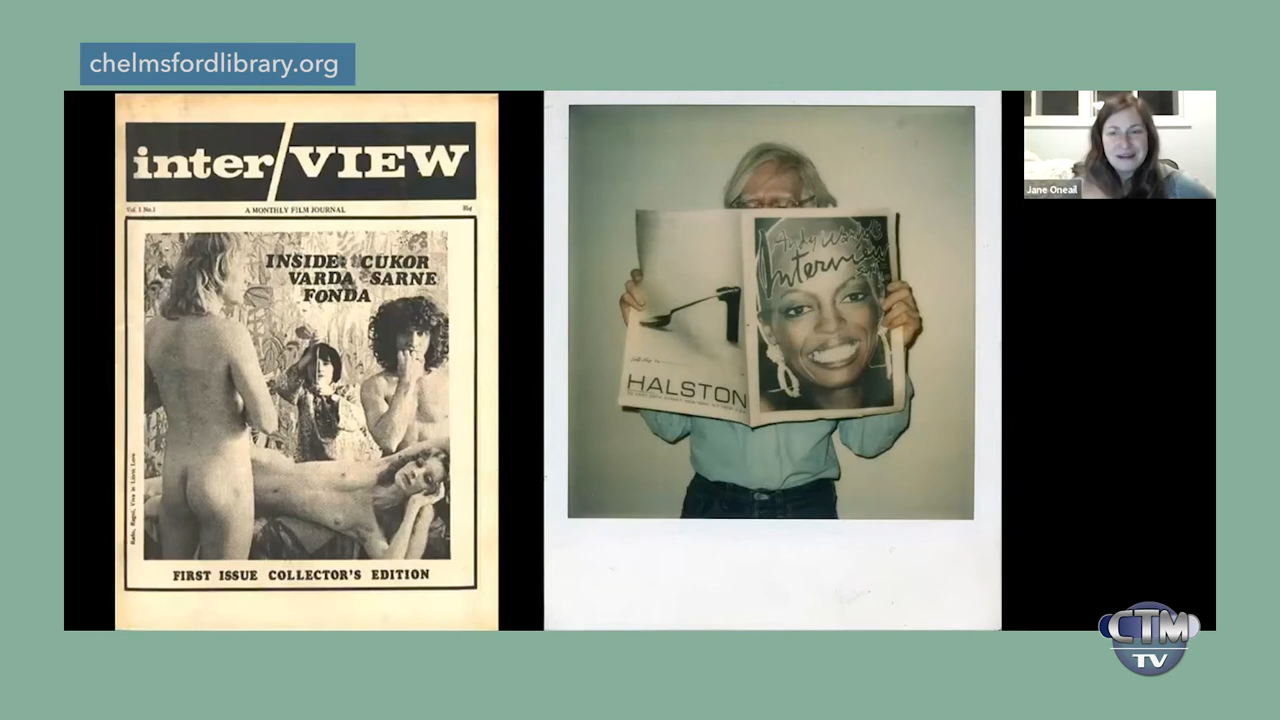 chelmsfordlibrary.org
inter/VIEW
Vol. 1 No. 1 A MONTHLY FILM JOURNAL 35¢
INSIDE: CUKOR
VARDA SARNE
FONDA
FIRST ISSUE COLLECTOR'S EDITION
Andy Warhol's
Interview
HALSTON
Jane Oneail
CTM
TV